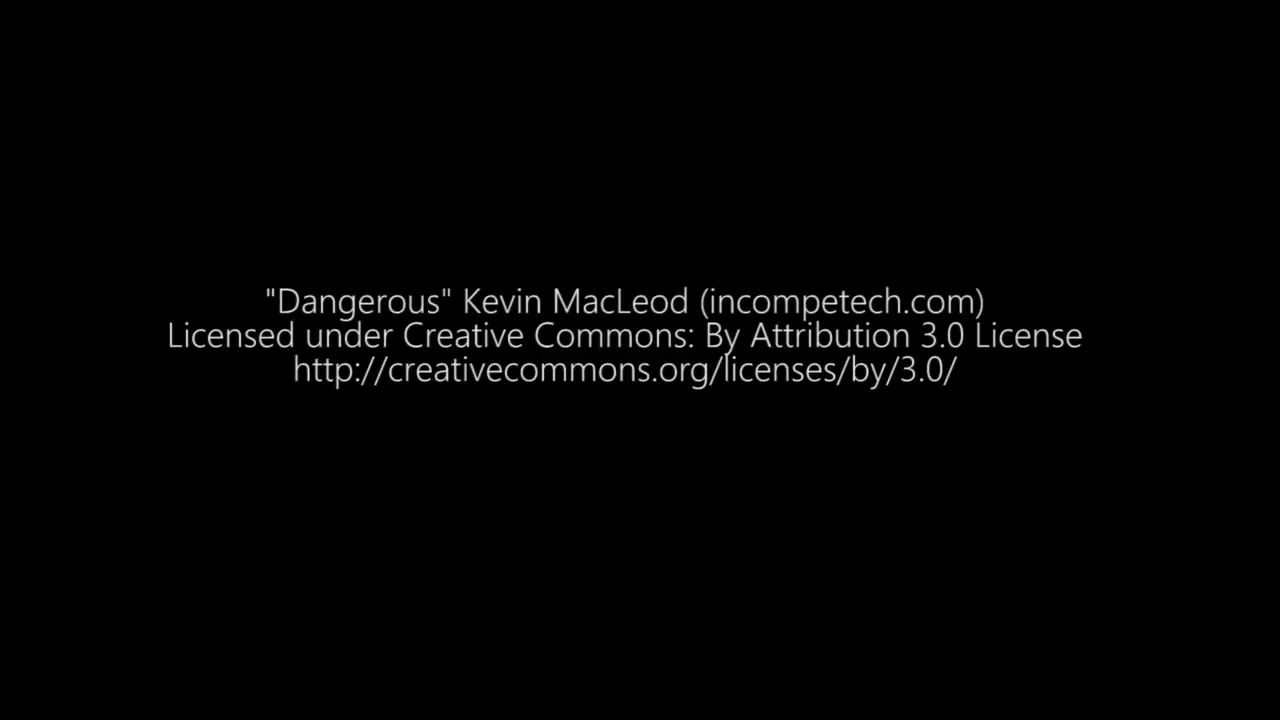 "Dangerous" Kevin MacLeod (incompetech.com)
Licensed under Creative Commons: By Attribution 3.0 License
http://creativecommons.org/licenses/by/3.0/